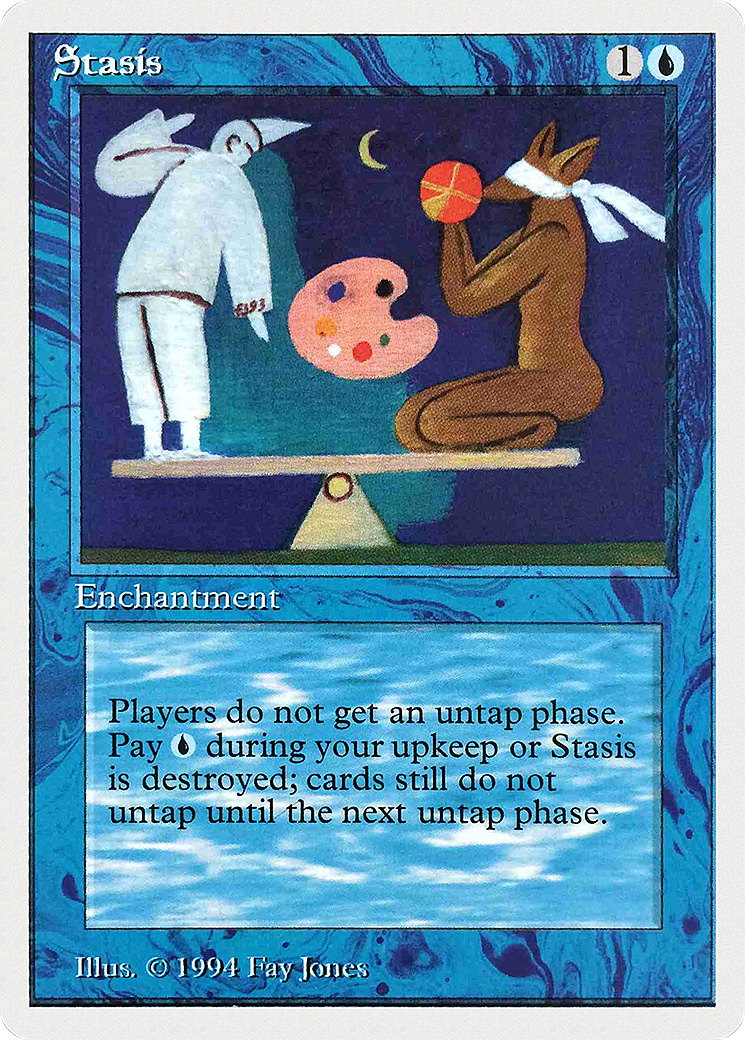 Stasis
1
FJ93
Enchantment
Players do not get an untap phase.
Pay during your upkeep or Stasis
is destroyed; cards still do not
untap until the next untap phase.
Illus. © 1994 Fay Jones